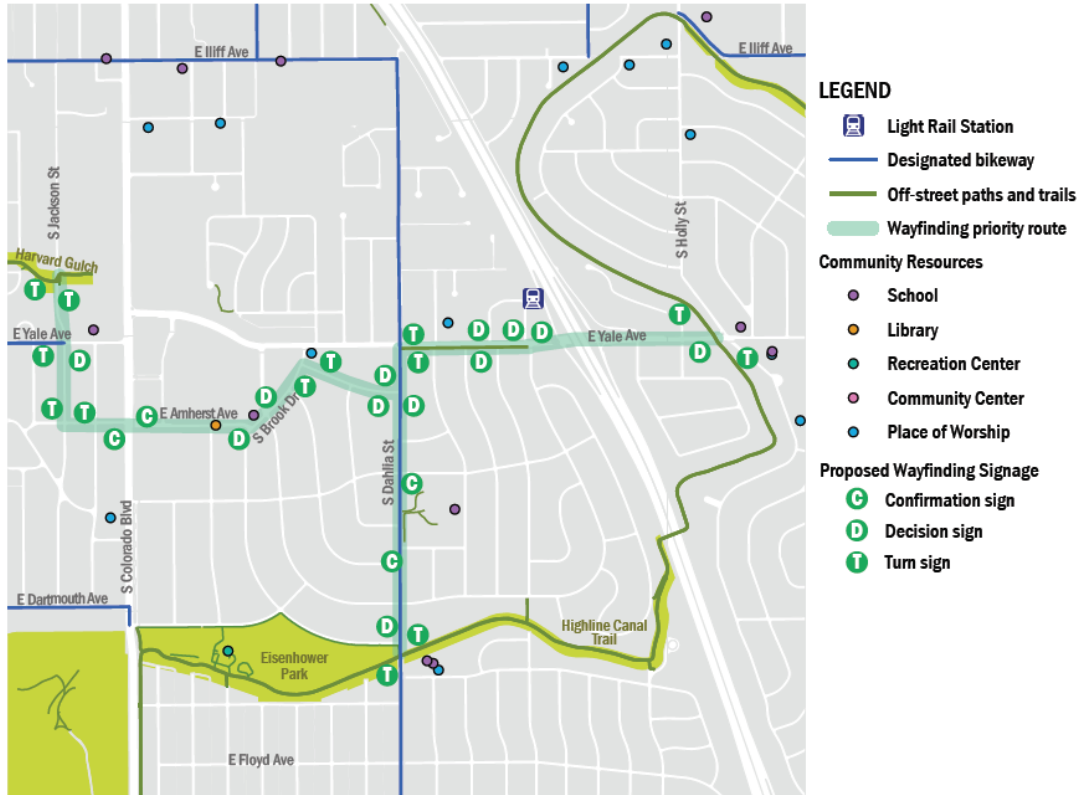 E Iliff Ave
E Iliff Ave
S Jackson St
S Holly St
Harvard Gulch
T
T
E Yale Ave
T
D
T
T
C
C
E Amherst Ave
D
D
S Brook Dr
T
T
D
D
D
T
T
D
D
D
D
E Yale Ave
T
D
T
S Dahlia St
C
C
S Colorado Blvd
E Dartmouth Ave
D
T
T
Highline Canal
Trail
Eisenhower
Park
E Floyd Ave
LEGEND
Light Rail Station
Designated bikeway
Off-street paths and trails
Wayfinding priority route
Community Resources
School
Library
Recreation Center
Community Center
Place of Worship
Proposed Wayfinding Signage
C Confirmation sign
D Decision sign
T Turn sign